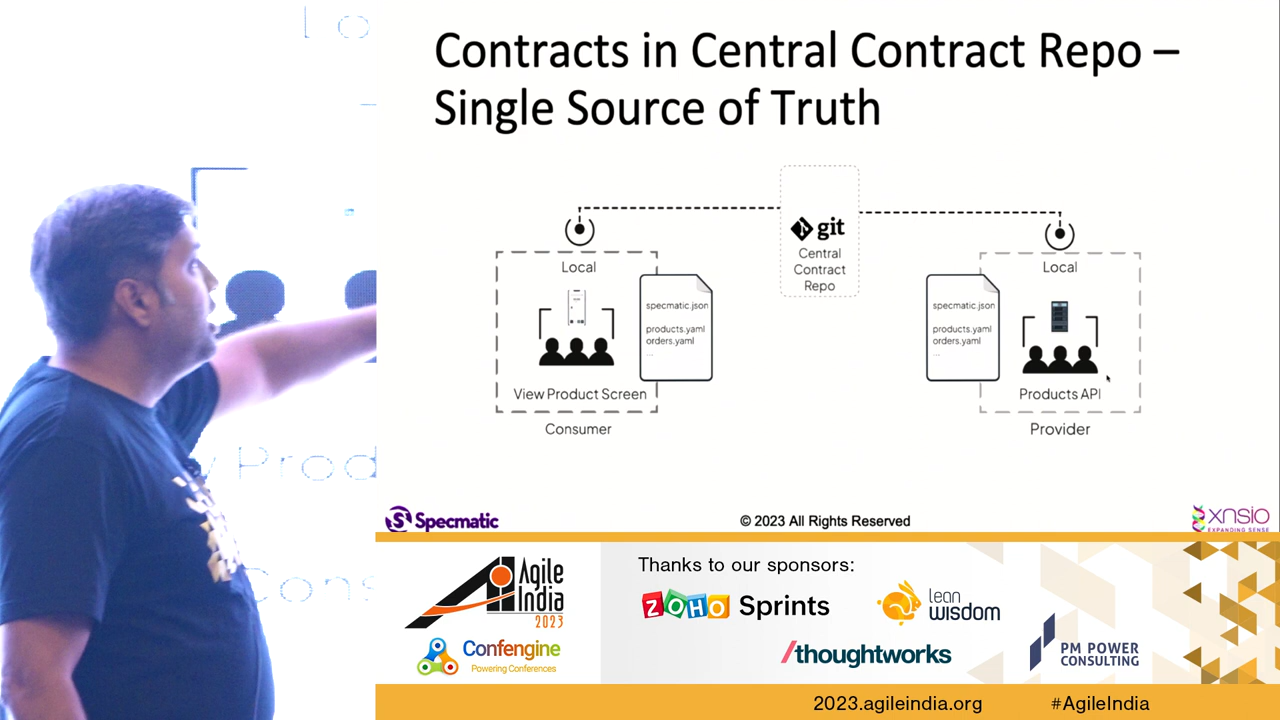 Contracts in Central Contract Repo –
Single Source of Truth
git
Central
Contract
Repo
Local
specmatic.json
products.yaml
orders.yaml
...
View Product Screen
Consumer
Local
specmatic.json
products.yaml
orders.yaml
...
Products API
Provider
Specmatic
© 2023 All Rights Reserved
xnsio
EXPANDING SENSE
Agile
India
2023
Confengine
Powering Conferences
Thanks to our sponsors:
ZOHO Sprints
lean
wisdom
/thoughtworks
PM POWER
CONSULTING
2023.agileindia.org
#AgileIndia